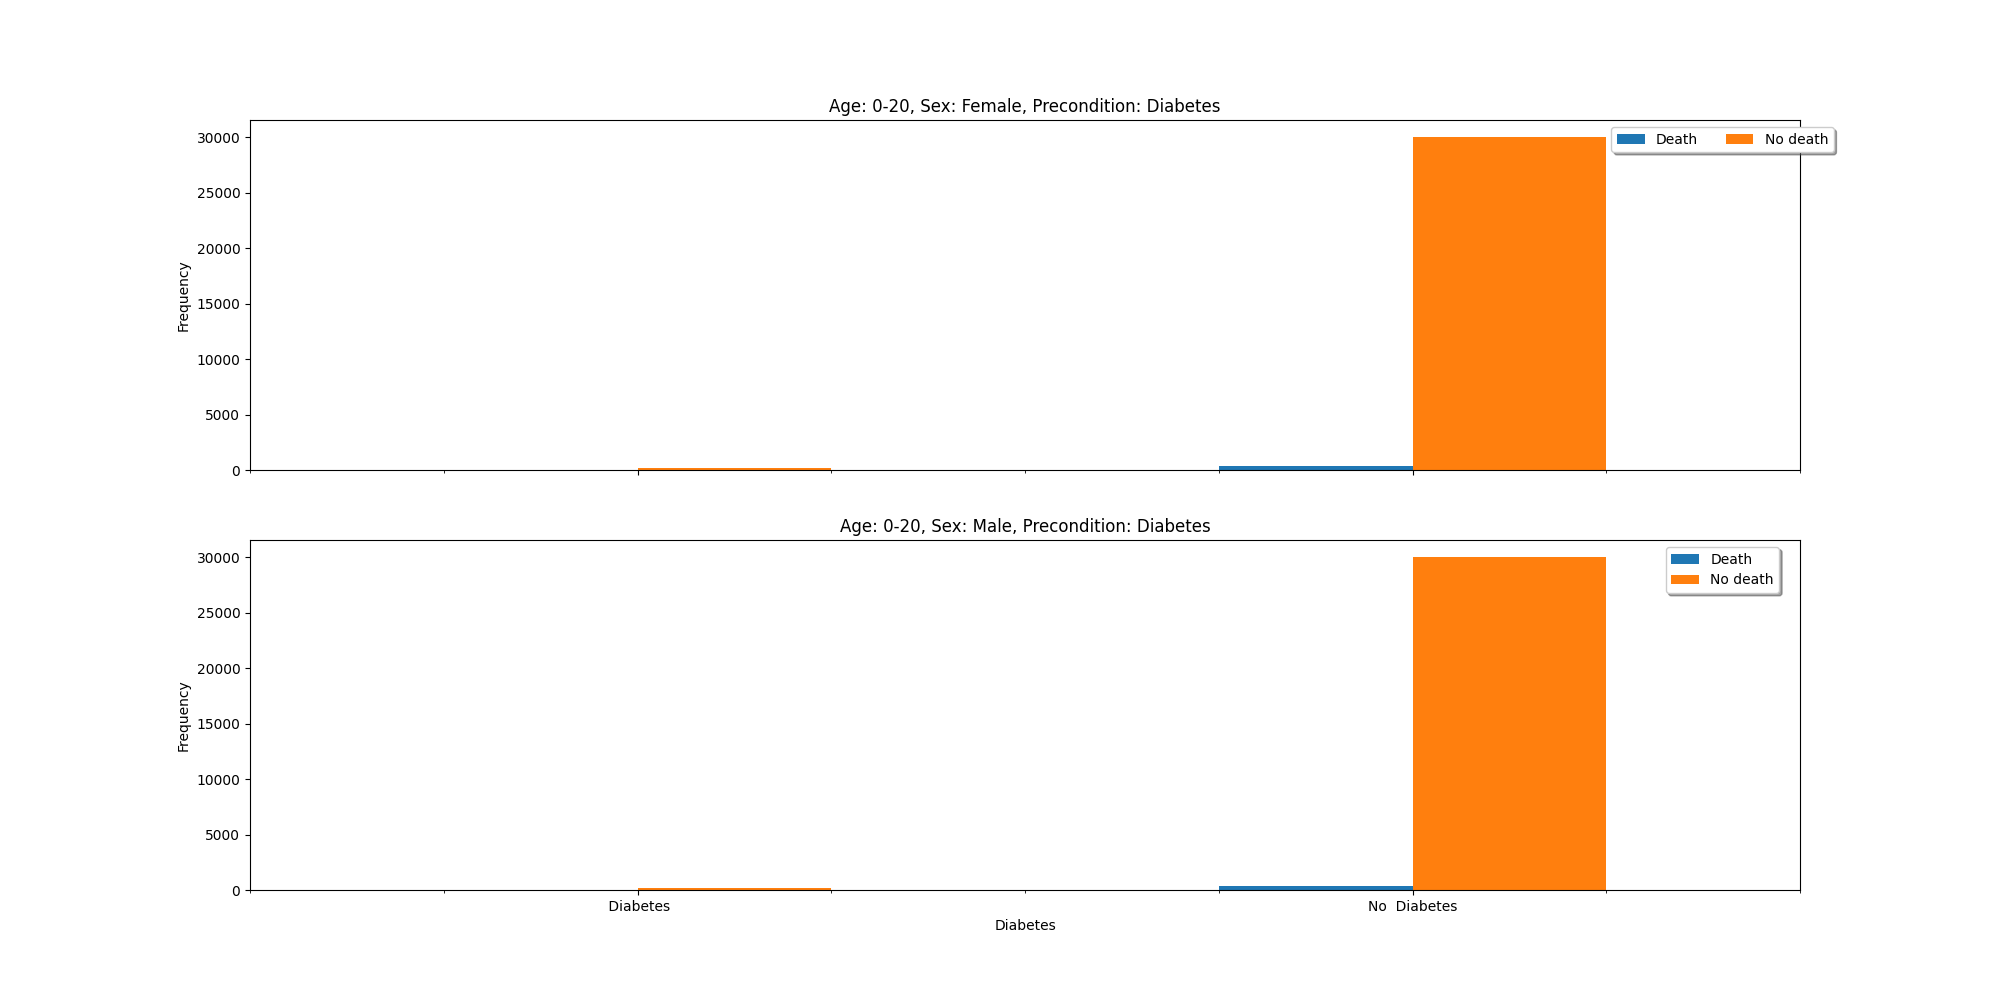 Age: 0-20, Sex: Female, Precondition: Diabetes
30000
25000
20000
15000
10000
5000
0
Frequency
Death No death
Age: 0-20, Sex: Male, Precondition: Diabetes
30000
25000
20000
15000
10000
5000
0
Frequency
Death
No death
Diabetes No  Diabetes
Diabetes